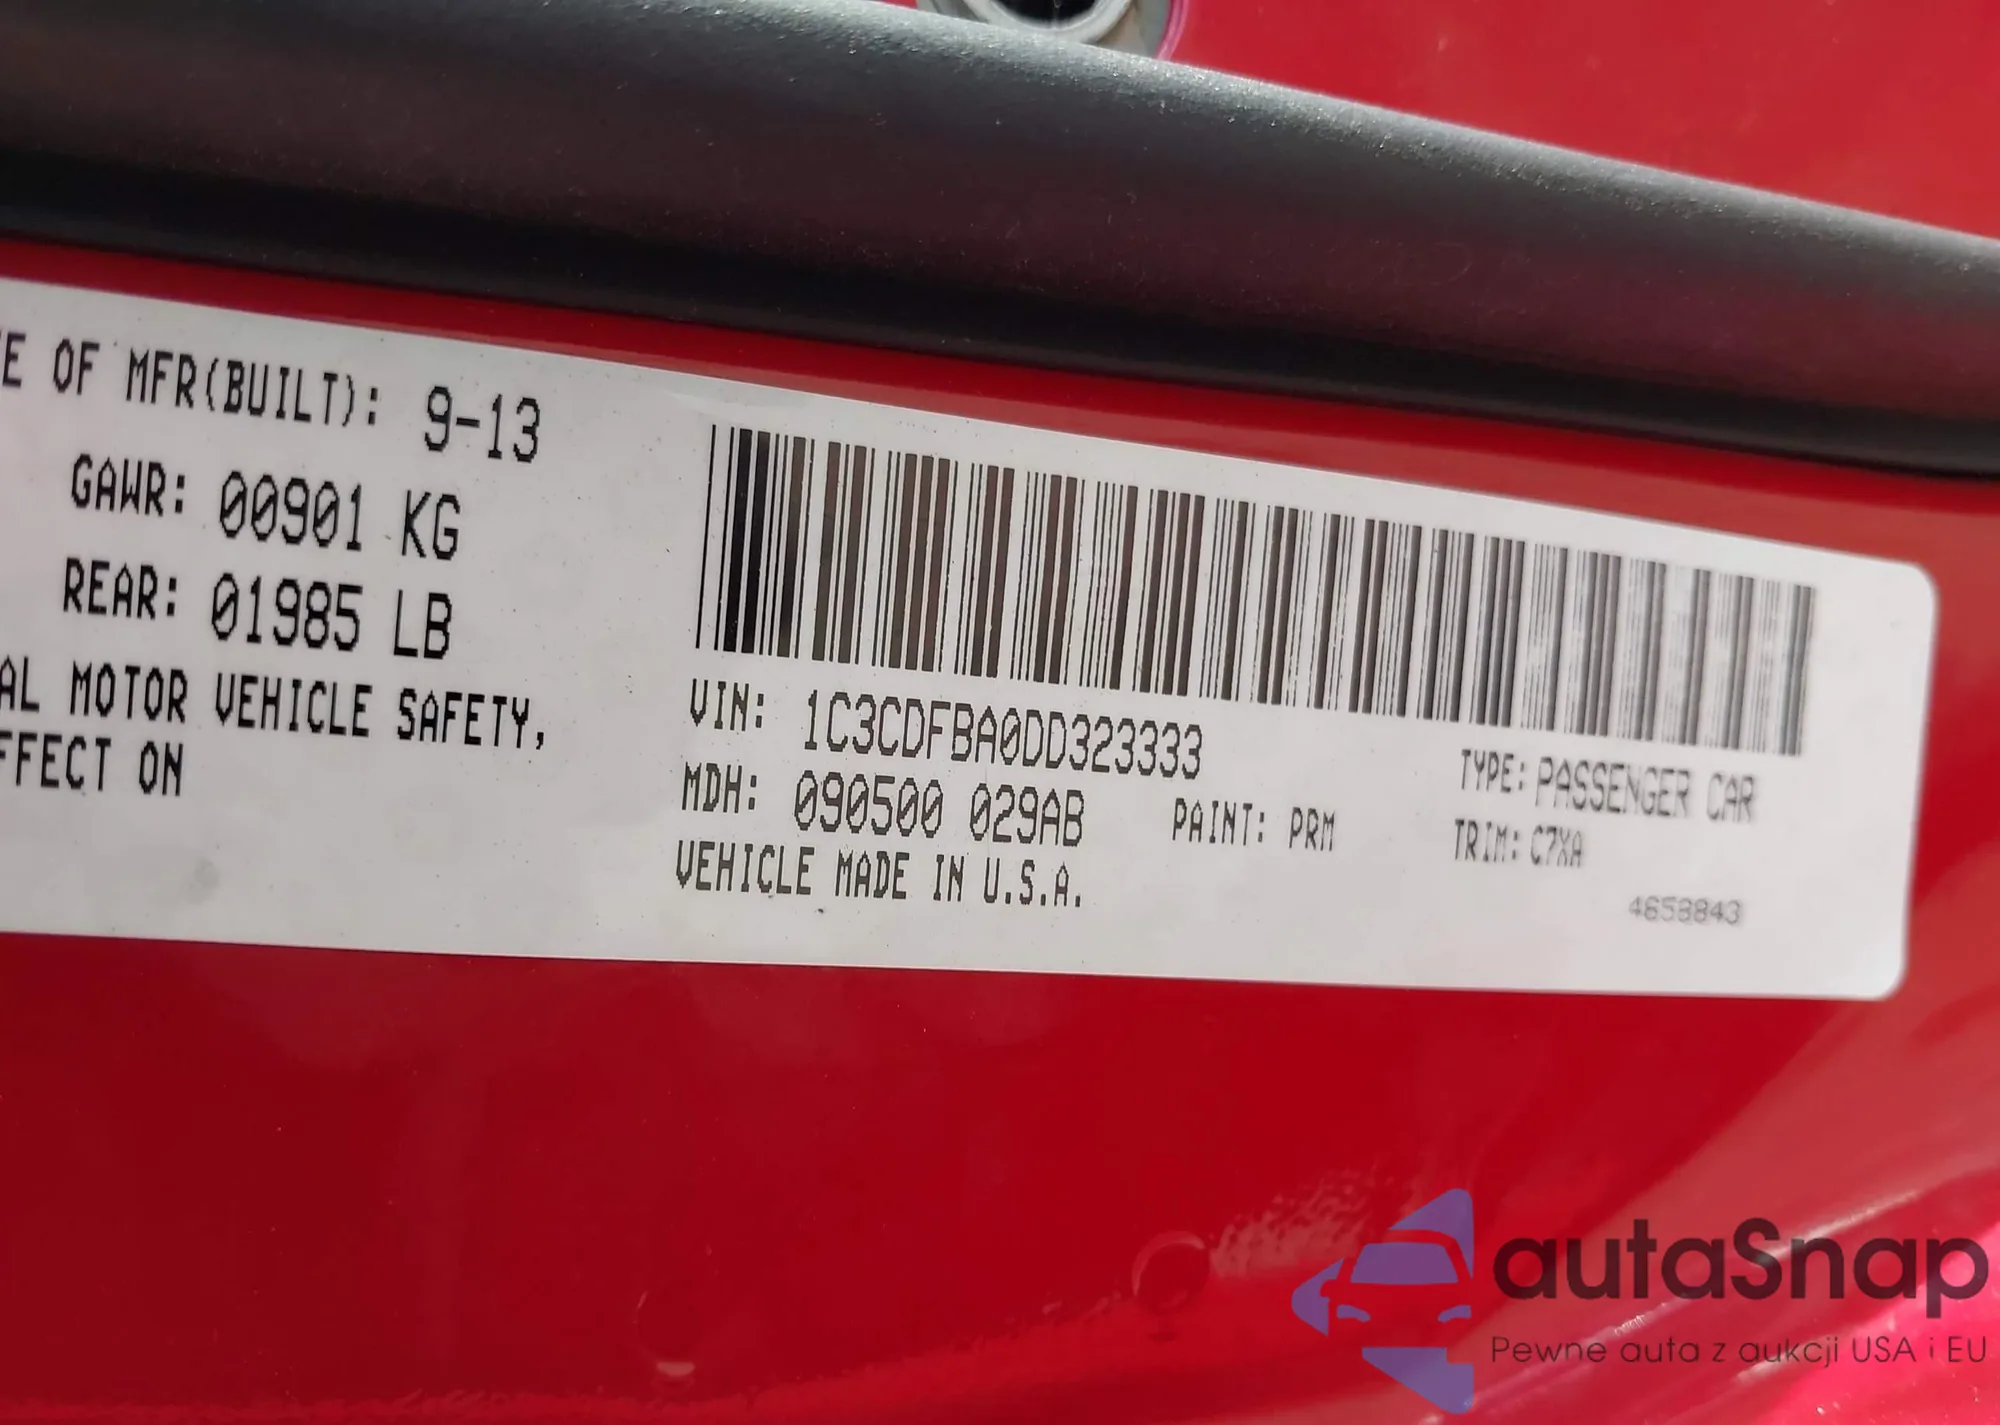 E OF MFR(BUILT): 9-13
GAWR: 00901 KG
REAR: 01985 LB
AL MOTOR VEHICLE SAFETY,
FFECT ON
VIN: 1C3CDFBA0DD323333
MDH: 090500 029AB PAINT: PRM
VEHICLE MADE IN U.S.A.
TYPE: PASSENGER CAR
TRIM: C7XA
autaSnap
Pewne auta z aukcji USA i EU